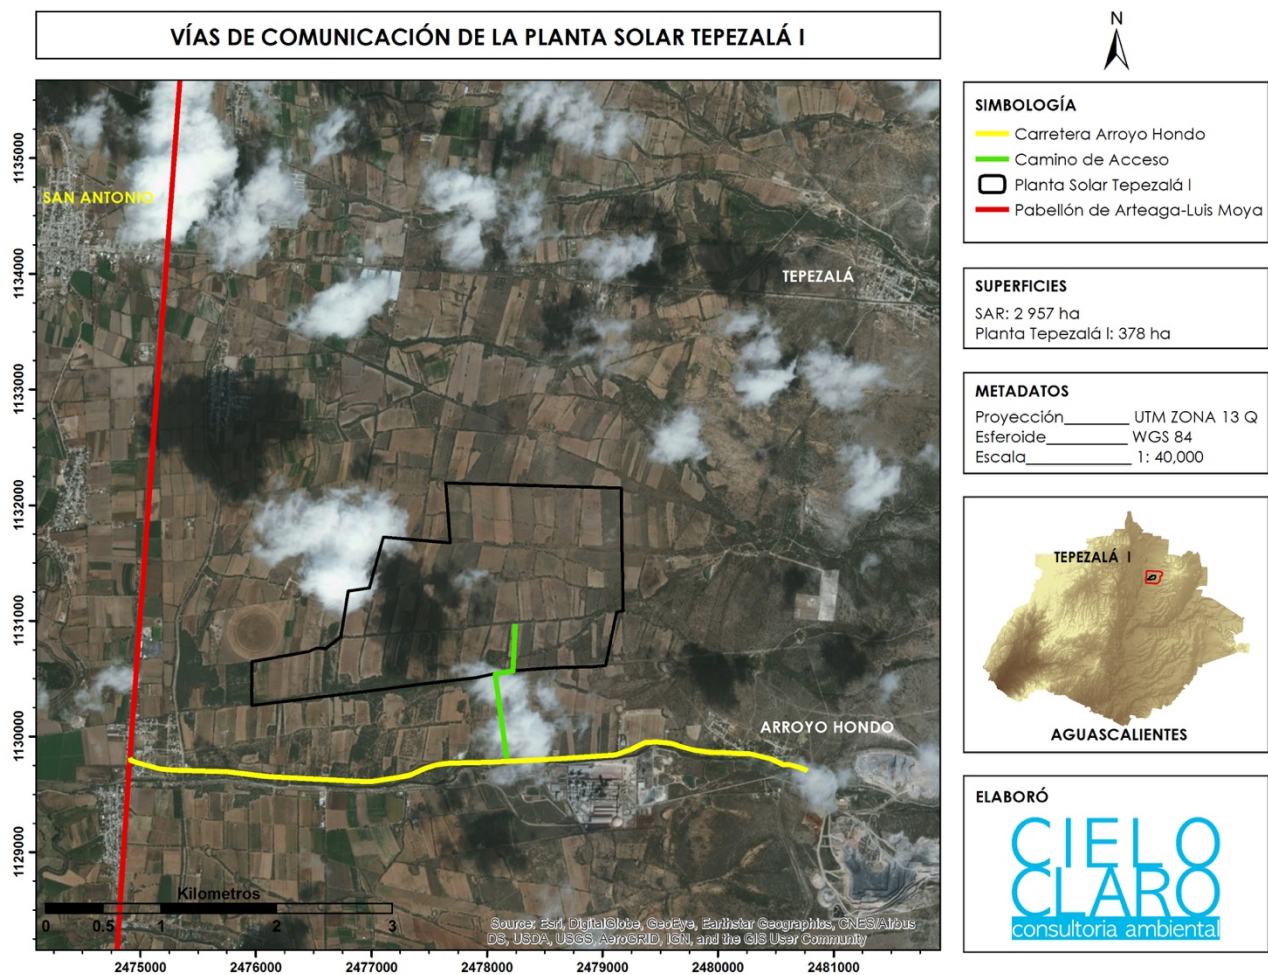 VÍAS DE COMUNICACIÓN DE LA PLANTA SOLAR TEPEZALÁ I
N
SIMBOLOGÍA
Carretera Arroyo Hondo
Camino de Acceso
Planta Solar Tepezalá I
Pabellón de Arteaga-Luis Moya
SUPERFICIES
SAR: 2 957 ha
Planta Tepezalá I: 378 ha
METADATOS
Proyección________ UTM ZONA 13 Q
Esferoide__________ WGS 84
Escala_____________ 1: 40,000
TEPEZALÁ I
AGUASCALIENTES
ELABORÓ
CIELO
CLARO
consultoria ambiental
1135000
1134000
1133000
1132000
1131000
1130000
1129000
SAN ANTONIO
TEPEZALÁ
ARROYO HONDO
Kilometros
0 0.5 1 2 3
Source: Esri, DigitalGlobe, GeoEye, Earthstar Geographics, CNES/Airbus
DS, USDA, USGS, AeroGRID, IGN, and the GIS User Community
2475000 2476000 2477000 2478000 2479000 2480000 2481000